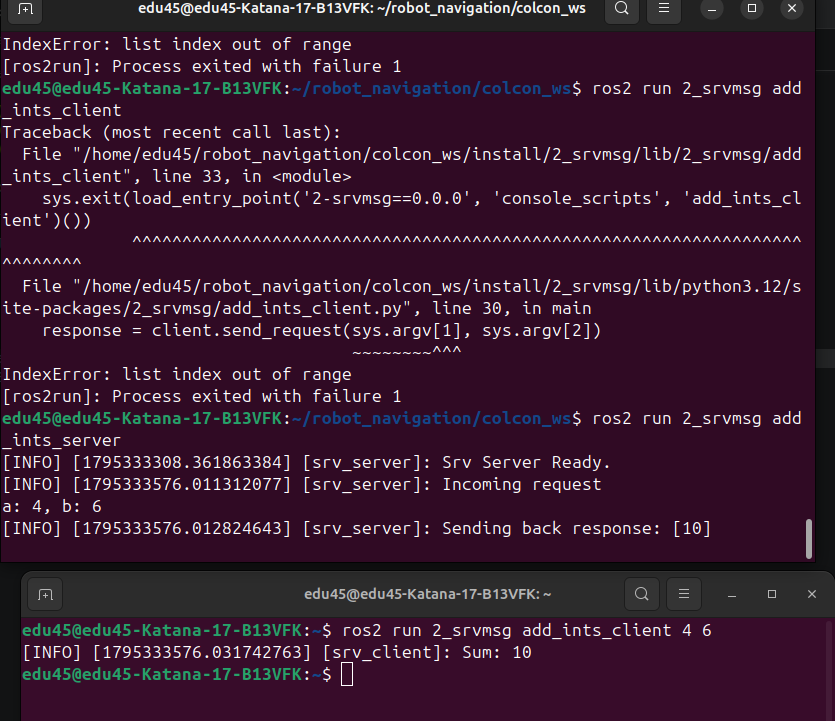 edu45@edu45-Katana-17-B13VFK: ~/robot_navigation/colcon_ws
IndexError: list index out of range
[ros2run]: Process exited with failure 1
edu45@edu45-Katana-17-B13VFK:~/robot_navigation/colcon_ws$ ros2 run 2_srvmsg add
_ints_client
Traceback (most recent call last):
  File "/home/edu45/robot_navigation/colcon_ws/install/2_srvmsg/lib/2_srvmsg/add
_ints_client", line 33, in <module>
    sys.exit(load_entry_point('2-srvmsg==0.0.0', 'console_scripts', 'add_ints_cl
ient')())
             ^^^^^^^^^^^^^^^^^^^^^^^^^^^^^^^^^^^^^^^^^^^^^^^^^^^^^^^^^^^^^^^^^^^
^^^^^^^^
  File "/home/edu45/robot_navigation/colcon_ws/install/2_srvmsg/lib/python3.12/s
ite-packages/2_srvmsg/add_ints_client.py", line 30, in main
    response = client.send_request(sys.argv[1], sys.argv[2])
                                   ~~~~~~~~^^^
IndexError: list index out of range
[ros2run]: Process exited with failure 1
edu45@edu45-Katana-17-B13VFK:~/robot_navigation/colcon_ws$ ros2 run 2_srvmsg add
_ints_server
[INFO] [1795333308.361863384] [srv_server]: Srv Server Ready.
[INFO] [1795333576.011312077] [srv_server]: Incoming request
a: 4, b: 6
[INFO] [1795333576.012824643] [srv_server]: Sending back response: [10]
edu45@edu45-Katana-17-B13VFK: ~
edu45@edu45-Katana-17-B13VFK:~$ ros2 run 2_srvmsg add_ints_client 4 6
[INFO] [1795333576.031742763] [srv_client]: Sum: 10
edu45@edu45-Katana-17-B13VFK:~$